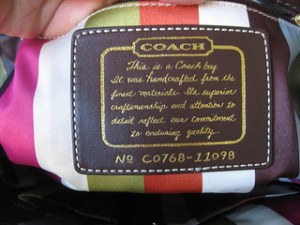 COACH
This is a Coach bag.
It was handcrafted from the
finest materials. The superior
craftsmanship and attention to
detail reflect our commitment
to enduring quality.
No C0768-11098